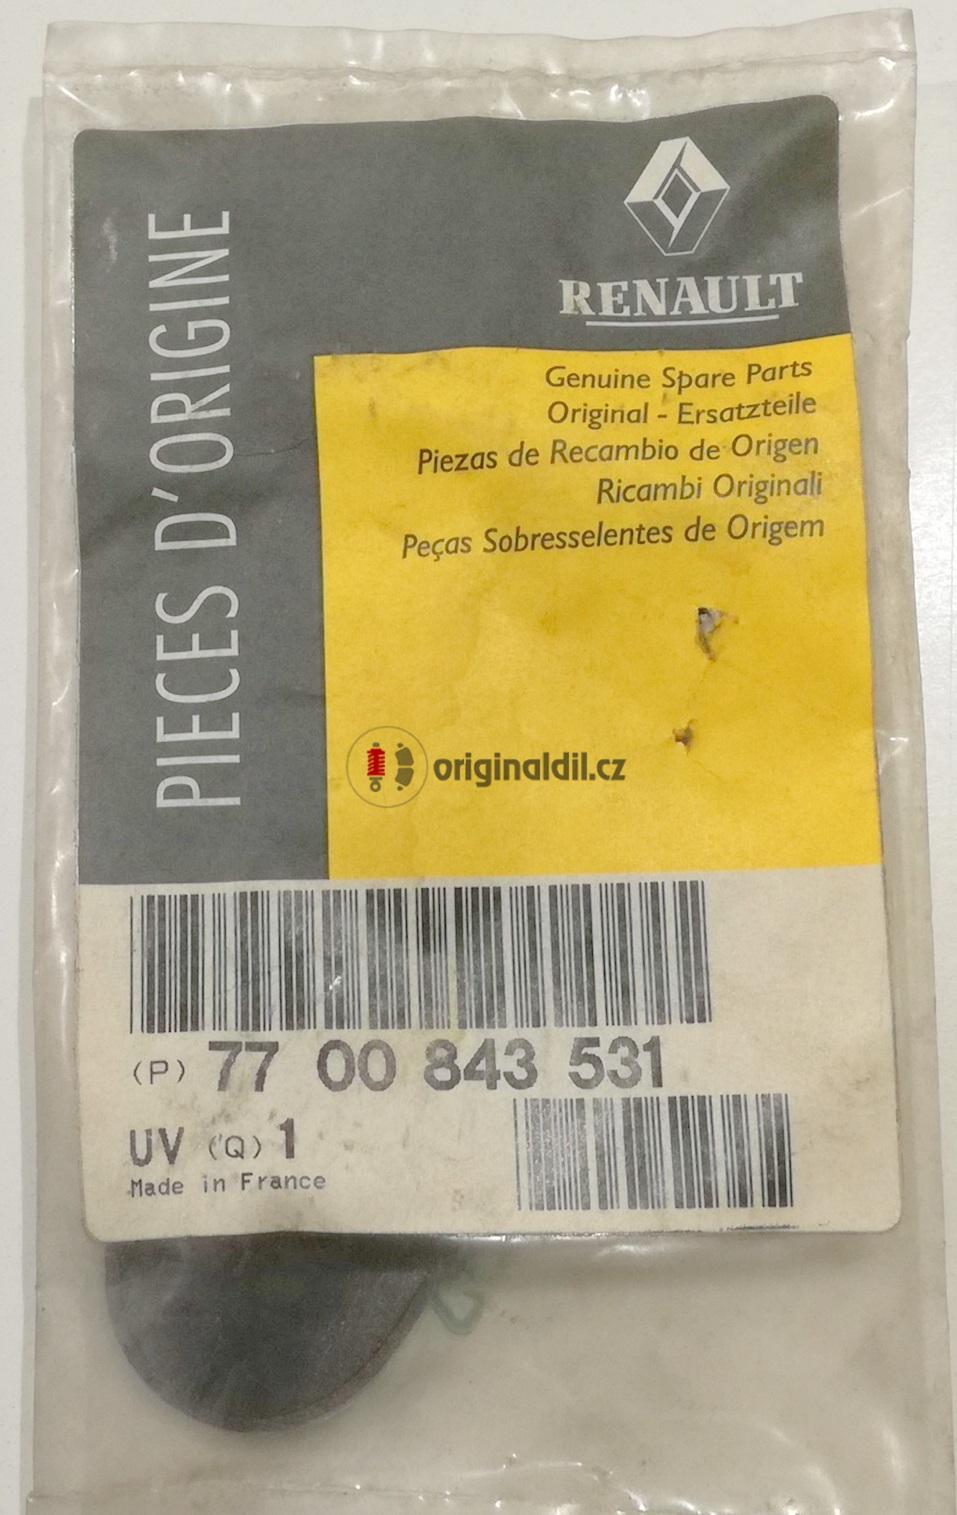 RENAULT
PIECES D'ORIGINE
Genuine Spare Parts
Original - Ersatzteile
Piezas de Recambio de Origen
Ricambi Originali
Peças Sobresselentes de Origem
originaldil.cz
(P) 77 00 843 531
UV (Q) 1
Made in France